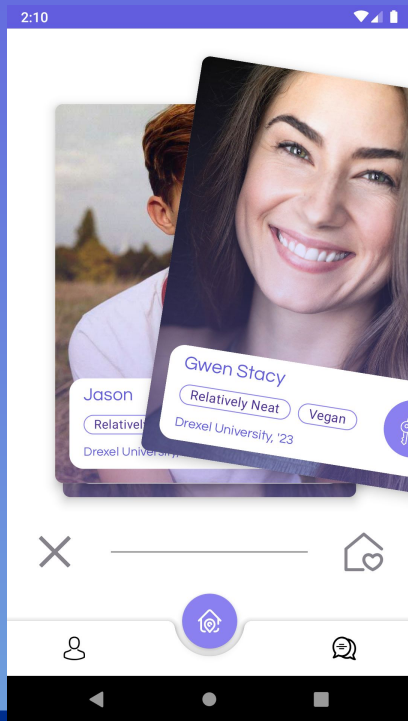 2:10
Gwen Stacy
Relatively Neat
Vegan
Drexel University, '23
Jason
Relatively
Drexel University,